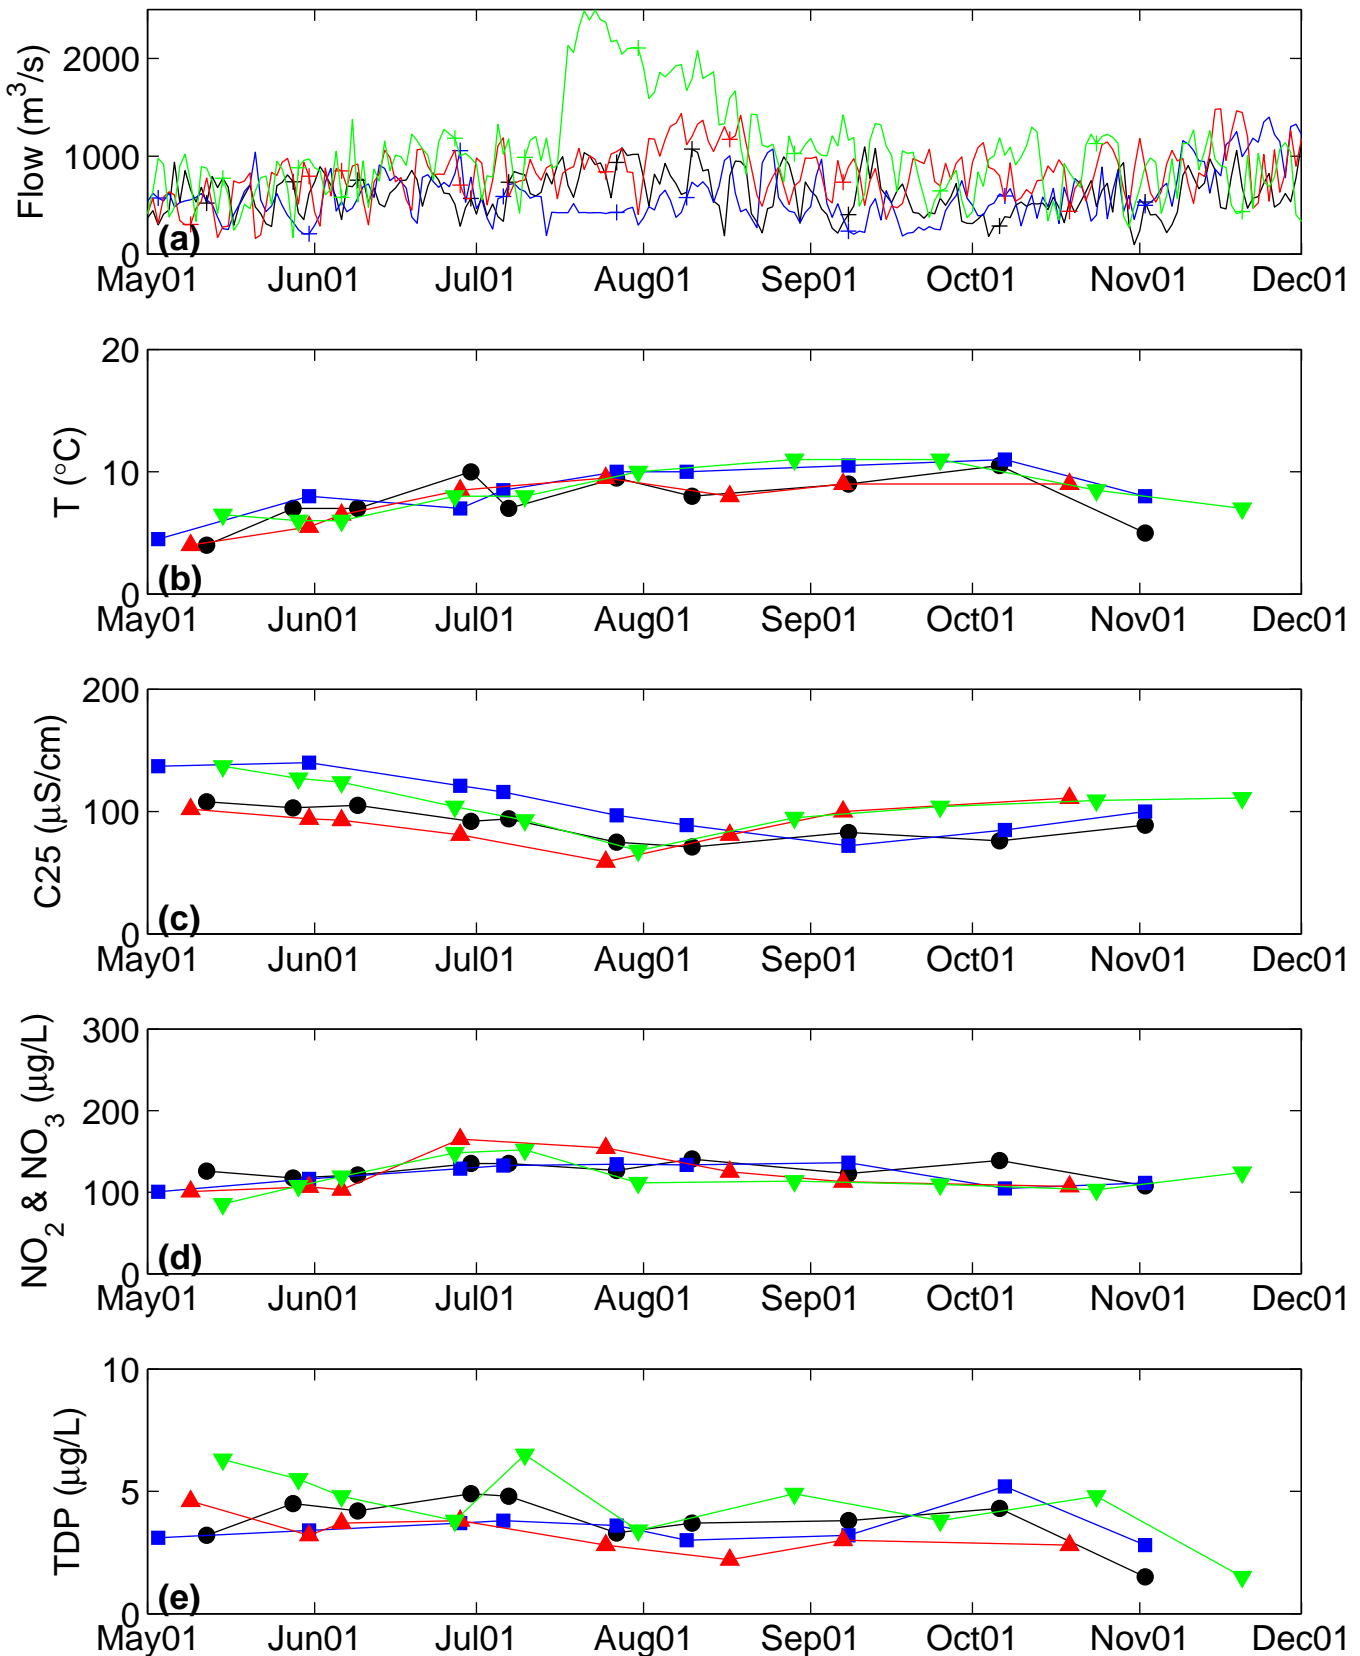 Flow (m³/s)
2000
1000
0
(a)
May01 Jun01 Jul01 Aug01 Sep01 Oct01 Nov01 Dec01
T (°C)
20
10
0
(b)
May01 Jun01 Jul01 Aug01 Sep01 Oct01 Nov01 Dec01
C25 (µS/cm)
200
100
0
(c)
May01 Jun01 Jul01 Aug01 Sep01 Oct01 Nov01 Dec01
NO₂ & NO₃ (µg/L)
300
200
100
0
(d)
May01 Jun01 Jul01 Aug01 Sep01 Oct01 Nov01 Dec01
TDP (µg/L)
10
5
0
(e)
May01 Jun01 Jul01 Aug01 Sep01 Oct01 Nov01 Dec01